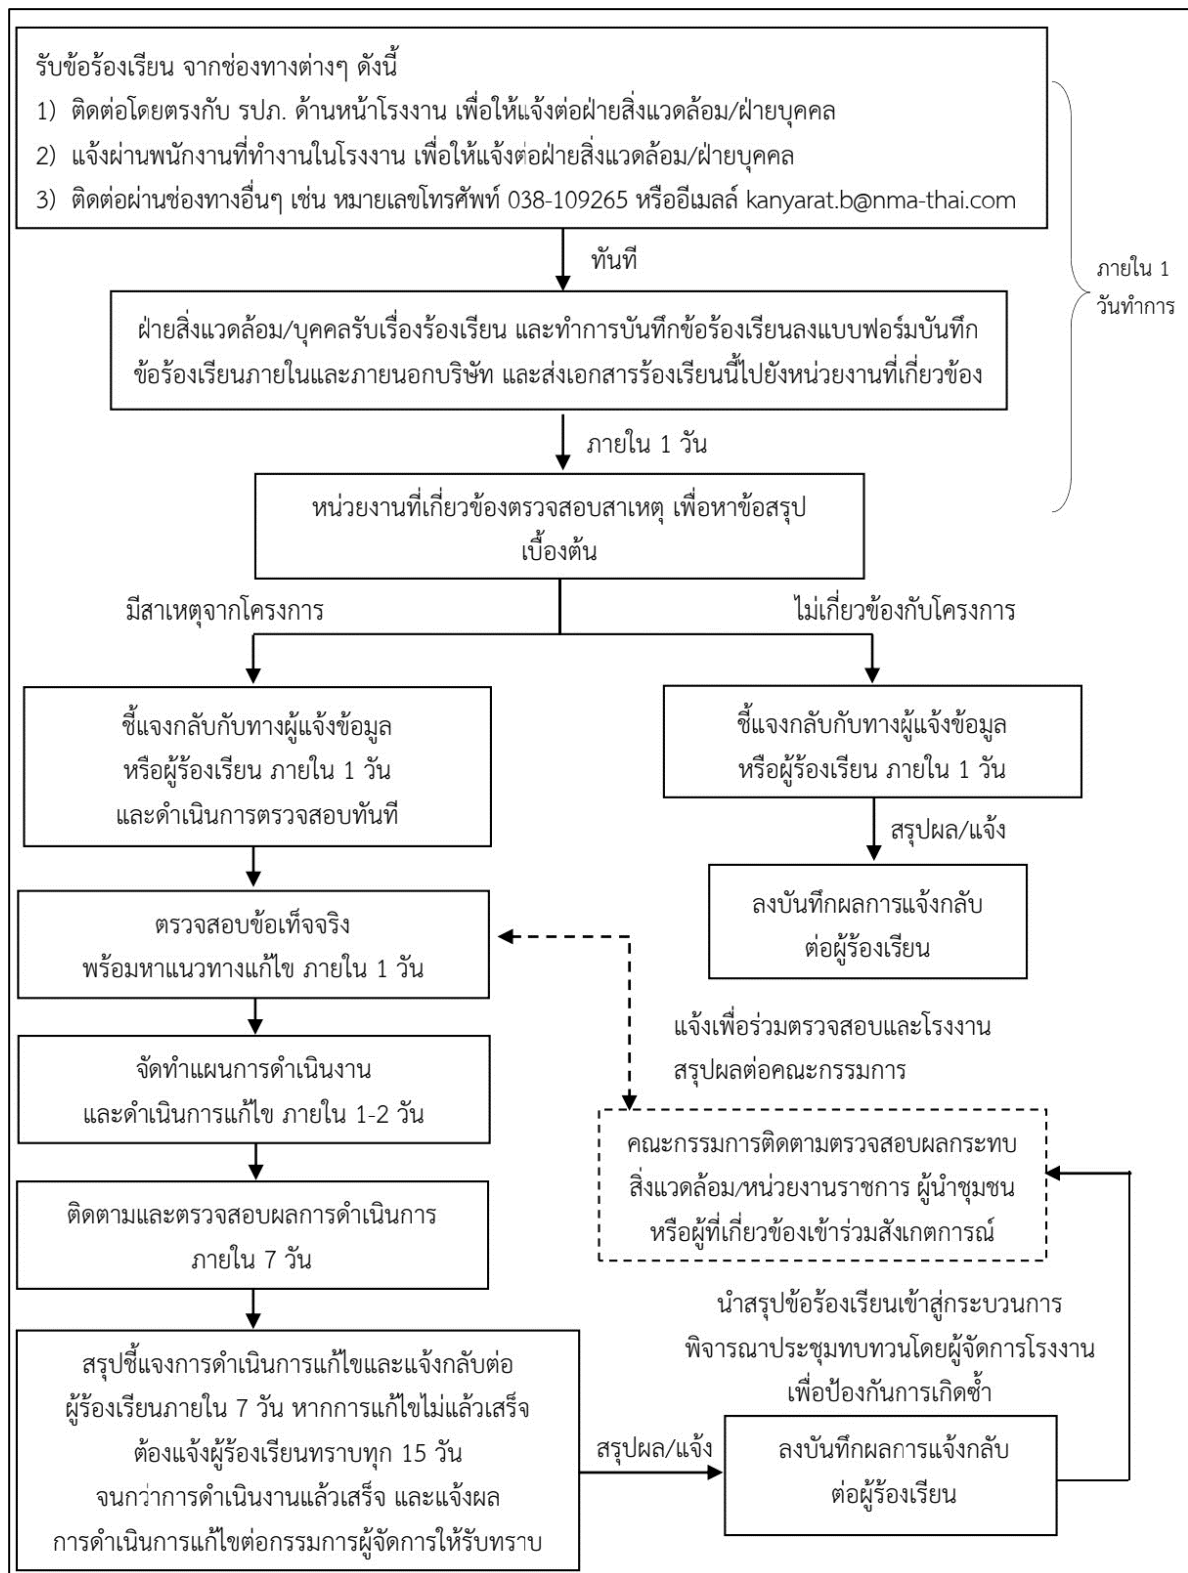 รับข้อร้องเรียน จากช่องทางต่างๆ ดังนี้
1) ติดต่อโดยตรงกับ รปภ. ด้านหน้าโรงงาน เพื่อให้แจ้งต่อฝ่ายสิ่งแวดล้อม/ฝ่ายบุคคล
2) แจ้งผ่านพนักงานที่ทำงานในโรงงาน เพื่อให้แจ้งต่อฝ่ายสิ่งแวดล้อม/ฝ่ายบุคคล
3) ติดต่อผ่านช่องทางอื่นๆ เช่น หมายเลขโทรศัพท์ 038-109265 หรืออีเมลล์ kanyarat.b@nma-thai.com
ทันที
ภายใน 1
วันทำการ
ฝ่ายสิ่งแวดล้อม/บุคคลรับเรื่องร้องเรียน และทำการบันทึกข้อร้องเรียนลงแบบฟอร์มบันทึก
ข้อร้องเรียนภายในและภายนอกบริษัท และส่งเอกสารร้องเรียนนี้ไปยังหน่วยงานที่เกี่ยวข้อง
ภายใน 1 วัน
หน่วยงานที่เกี่ยวข้องตรวจสอบสาเหตุ เพื่อหาข้อสรุป
เบื้องต้น
มีสาเหตุจากโครงการ
ไม่เกี่ยวข้องกับโครงการ
ชี้แจงกลับกับทางผู้แจ้งข้อมูล
หรือผู้ร้องเรียน ภายใน 1 วัน
และดำเนินการตรวจสอบทันที
ชี้แจงกลับกับทางผู้แจ้งข้อมูล
หรือผู้ร้องเรียน ภายใน 1 วัน
สรุปผล/แจ้ง
ลงบันทึกผลการแจ้งกลับ
ต่อผู้ร้องเรียน
ตรวจสอบข้อเท็จจริง
พร้อมหาแนวทางแก้ไข ภายใน 1 วัน
แจ้งเพื่อร่วมตรวจสอบและโรงงาน
สรุปผลต่อคณะกรรมการ
จัดทำแผนการดำเนินงาน
และดำเนินการแก้ไข ภายใน 1-2 วัน
คณะกรรมการติดตามตรวจสอบผลกระทบ
สิ่งแวดล้อม/หน่วยงานราชการ ผู้นำชุมชน
หรือผู้ที่เกี่ยวข้องเข้าร่วมสังเกตการณ์
ติดตามและตรวจสอบผลการดำเนินการ
ภายใน 7 วัน
นำสรุปข้อร้องเรียนเข้าสู่กระบวนการ
พิจารณาประชุมทบทวนโดยผู้จัดการโรงงาน
เพื่อป้องกันการเกิดซ้ำ
สรุปชี้แจงการดำเนินการแก้ไขและแจ้งกลับต่อ
ผู้ร้องเรียนภายใน 7 วัน หากการแก้ไขไม่แล้วเสร็จ
ต้องแจ้งผู้ร้องเรียนทราบทุก 15 วัน
จนกว่าการดำเนินงานแล้วเสร็จ และแจ้งผล
การดำเนินการแก้ไขต่อกรรมการผู้จัดการให้รับทราบ
สรุปผล/แจ้ง
ลงบันทึกผลการแจ้งกลับ
ต่อผู้ร้องเรียน